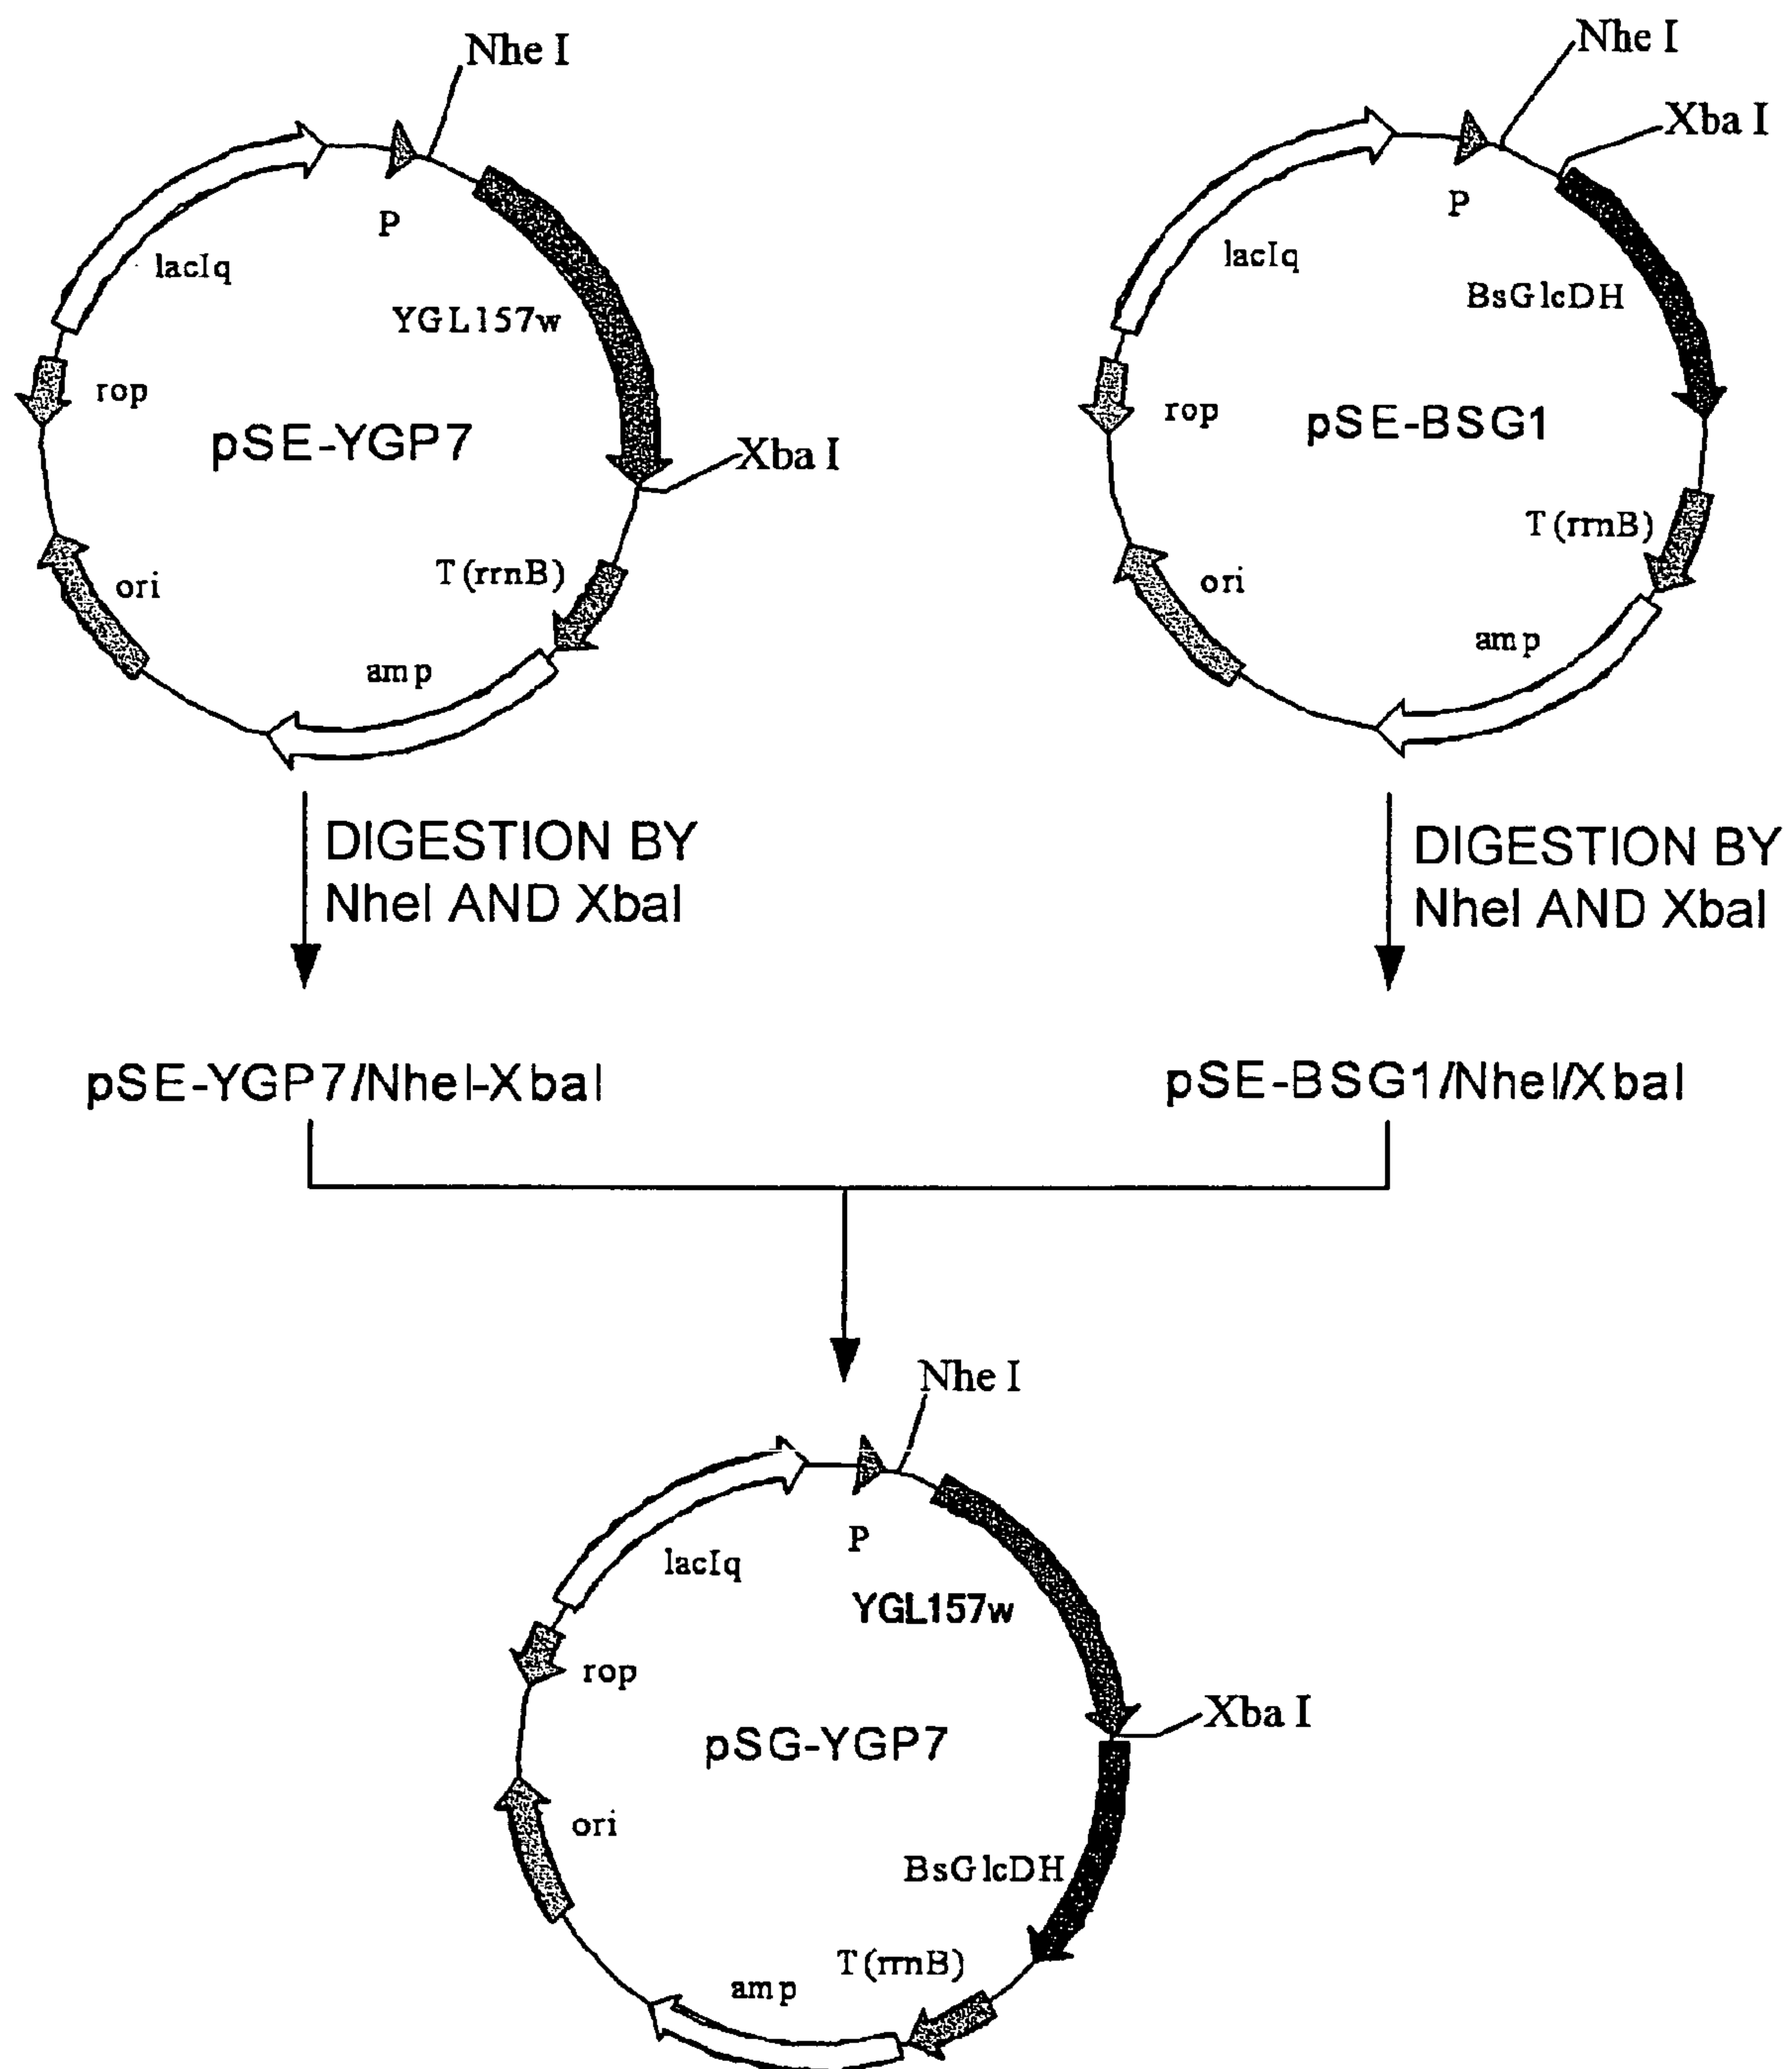 Nhe I
P
lacIq
YGL157w
rop
pSE-YGP7
Xba I
T(rrnB)
ori
amp
Nhe I
Xba I
P
lacIq
BsGlcDH
rop
pSE-BSG1
T(rrnB)
ori
amp
DIGESTION BY
NheI AND XbaI
DIGESTION BY
NheI AND XbaI
pSE-YGP7/NheI-XbaI
pSE-BSG1/NheI/XbaI
Nhe I
P
lacIq
YGL157w
rop
Xba I
pSG-YGP7
ori
BsGlcDH
T(rrnB)
amp